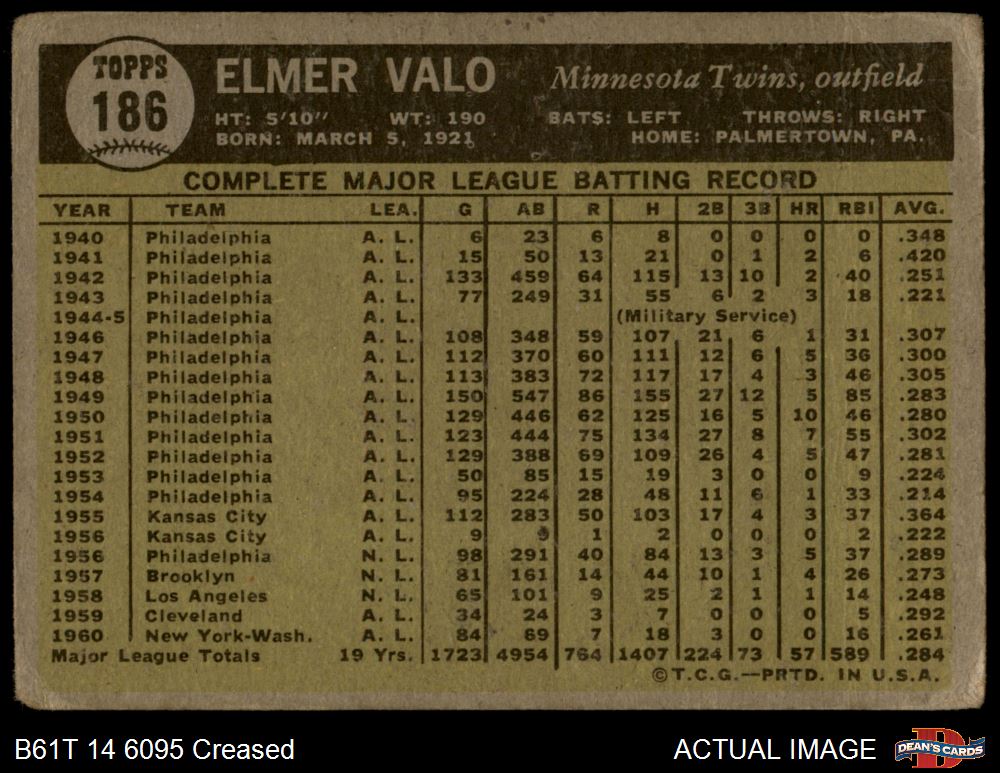 TOPPS
186
ELMER VALO Minnesota Twins, outfield
HT: 5'10" WT: 190 BATS: LEFT THROWS: RIGHT
BORN: MARCH 5, 1921 HOME: PALMERTOWN, PA.
COMPLETE MAJOR LEAGUE BATTING RECORD
YEAR TEAM LEA. G AB R H 2B 3B HR RBI AVG.
1940 Philadelphia A. L. 6 23 6 8 0 0 0 0 .348
1941 Philadelphia A. L. 15 50 13 21 0 1 2 6 .420
1942 Philadelphia A. L. 133 459 64 115 13 10 2 40 .251
1943 Philadelphia A. L. 77 249 31 55 6 2 3 18 .221
1944-5 Philadelphia A. L. (Military Service)
1946 Philadelphia A. L. 108 348 59 107 21 6 1 31 .307
1947 Philadelphia A. L. 112 370 60 111 12 6 5 36 .300
1948 Philadelphia A. L. 113 383 72 117 17 4 3 46 .305
1949 Philadelphia A. L. 150 547 86 155 27 12 5 85 .283
1950 Philadelphia A. L. 129 446 62 125 16 5 10 46 .280
1951 Philadelphia A. L. 123 444 75 134 27 8 7 55 .302
1952 Philadelphia A. L. 129 388 69 109 26 4 5 47 .281
1953 Philadelphia A. L. 50 85 15 19 3 0 0 9 .224
1954 Philadelphia A. L. 95 224 28 48 11 6 1 33 .214
1955 Kansas City A. L. 112 283 50 103 17 4 3 37 .364
1956 Kansas City A. L. 9 9 1 2 0 0 0 2 .222
1956 Philadelphia N. L. 98 291 40 84 13 3 5 37 .289
1957 Brooklyn N. L. 81 161 14 44 10 1 4 26 .273
1958 Los Angeles N. L. 65 101 9 25 2 1 1 14 .248
1959 Cleveland A. L. 34 24 3 7 0 0 0 5 .292
1960 New York-Wash. A. L. 84 69 7 18 3 0 0 16 .261
Major League Totals 19 Yrs. 1723 4954 764 1407 224 73 57 589 .284
©T.C.G.—PRTD. IN U.S.A.
B61T 14 6095 Creased ACTUAL IMAGE DEAN'S CARDS